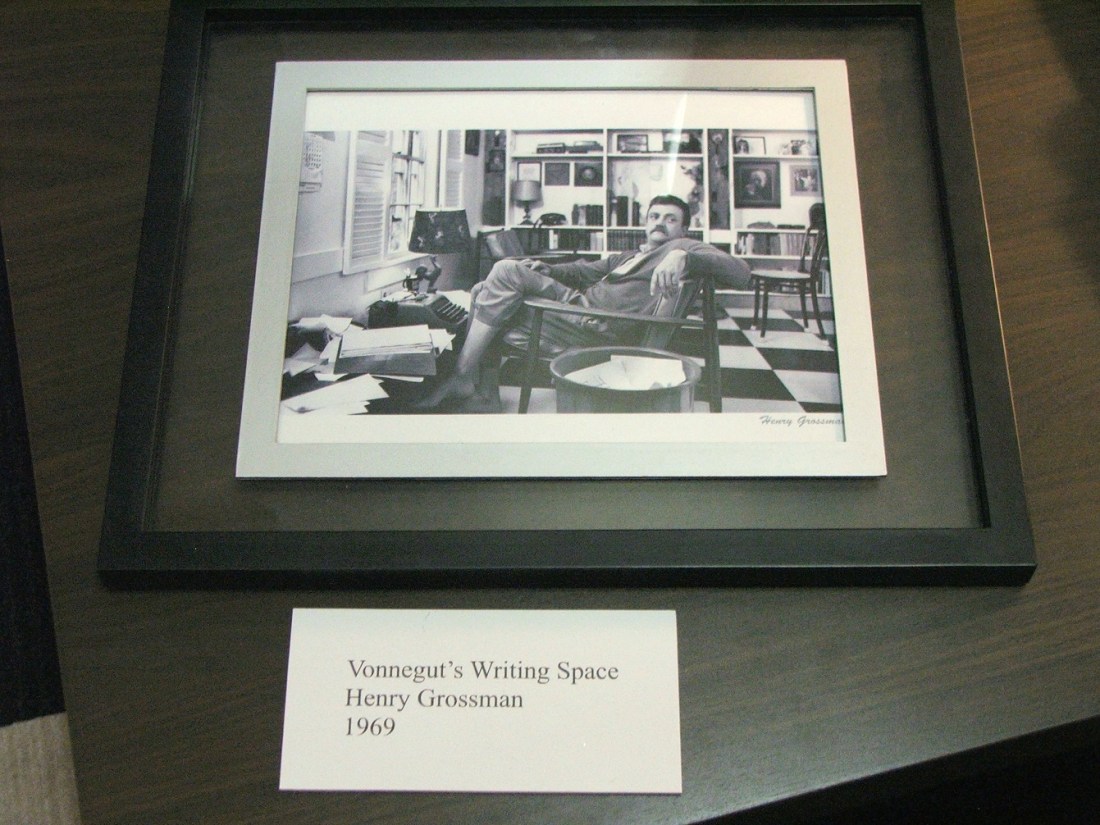 Henry Grossman
Vonnegut's Writing Space
Henry Grossman
1969